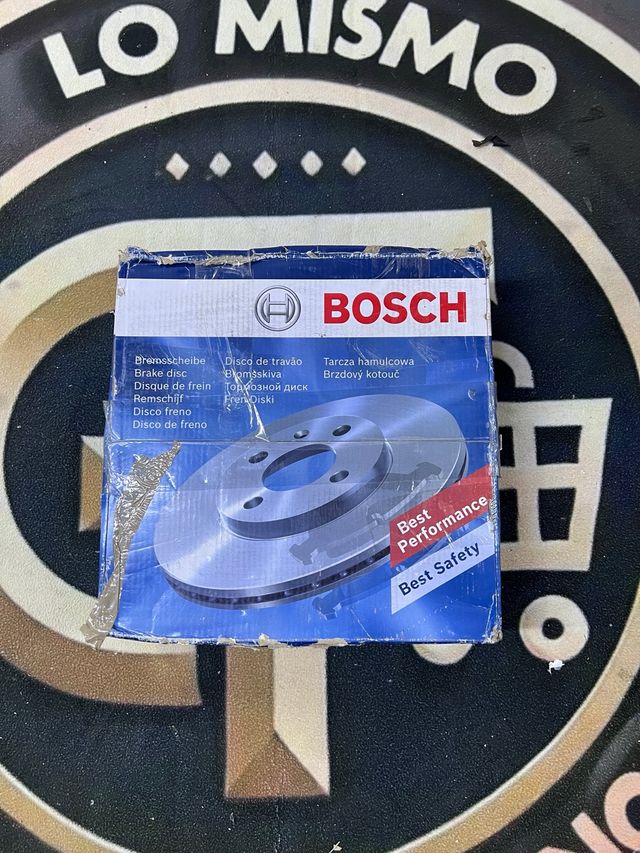 LO MISMO
BOSCH
Bremsscheibe
Brake disc
Disque de frein
Remschijf
Disco freno
Disco de freno
Disco de travão
Bromsskiva
Тормозной диск
Fren Diski
Tarcza hamulcowa
Brzdový kotouč
Best
Performance
Best Safety